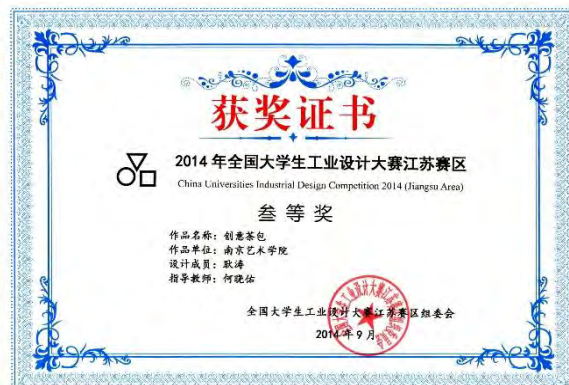 获奖证书
2014 年全国大学生工业设计大赛江苏赛区
China Universities Industrial Design Competition 2014 (Jiangsu Area)
叁等奖
作品名称：创意茶包
作品单位：南京艺术学院
设计成员：耿涛
指导教师：何晓佑
全国大学生工业设计大赛江苏赛区组委会
2014 年 9 月